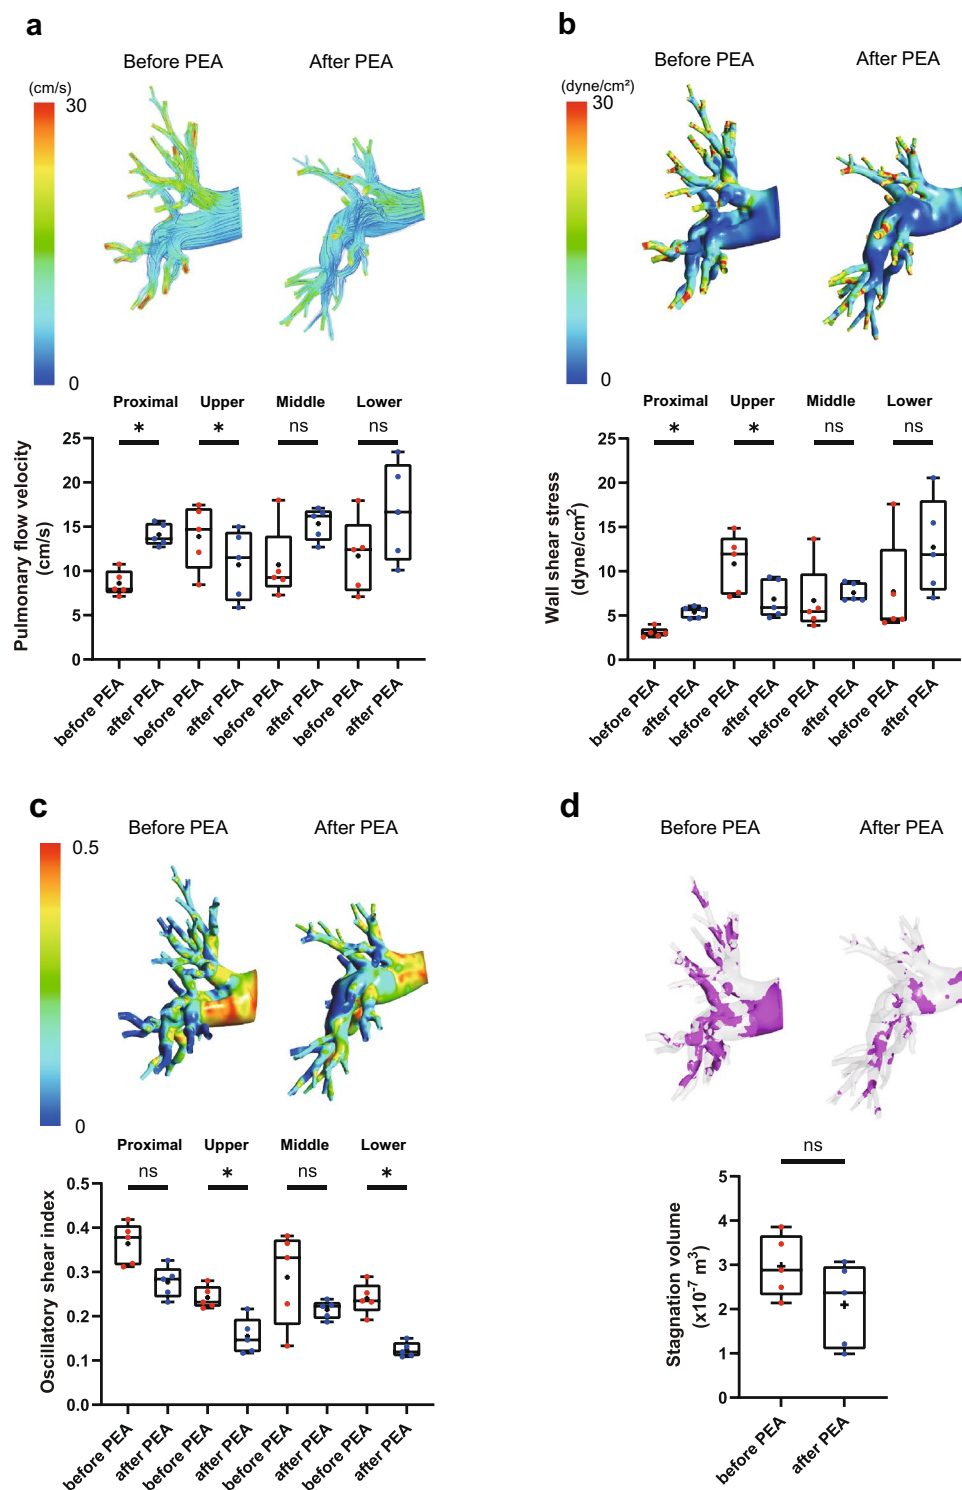 a
Before PEA
After PEA
(cm/s)
30
0
Proximal
Upper
Middle
Lower
*
*
ns
ns
Pulmonary flow velocity
(cm/s)
25
20
15
10
5
0
before PEA
after PEA
before PEA
after PEA
before PEA
after PEA
before PEA
after PEA
b
Before PEA
After PEA
(dyne/cm²)
30
0
Proximal
Upper
Middle
Lower
*
*
ns
ns
Wall shear stress
(dyne/cm²)
25
20
15
10
5
0
before PEA
after PEA
before PEA
after PEA
before PEA
after PEA
before PEA
after PEA
c
Before PEA
After PEA
0.5
0
Proximal
Upper
Middle
Lower
ns
*
ns
*
Oscillatory shear index
0.5
0.4
0.3
0.2
0.1
0.0
before PEA
after PEA
before PEA
after PEA
before PEA
after PEA
before PEA
after PEA
d
Before PEA
After PEA
ns
Stagnation volume
(x10⁻⁷ m³)
5
4
3
2
1
0
before PEA
after PEA